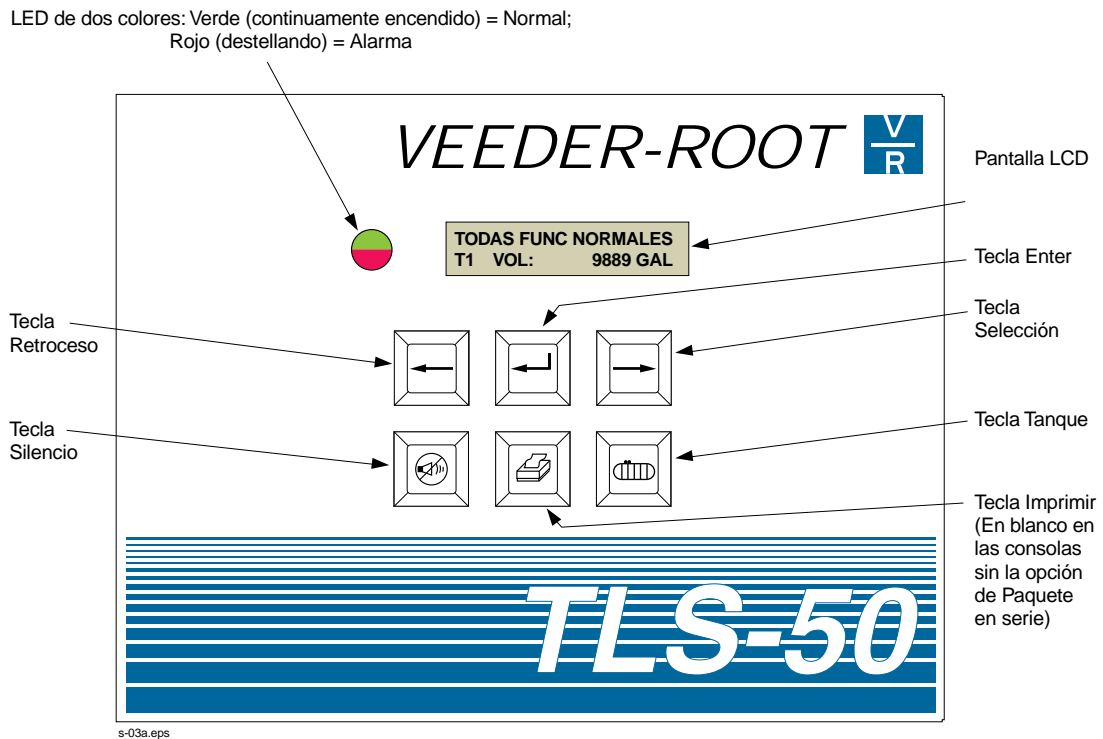 LED de dos colores: Verde (continuamente encendido) = Normal;
Rojo (destellando) = Alarma
VEEDER-ROOT
V
R
Pantalla LCD
TODAS FUNC NORMALES
T1 VOL: 9889 GAL
Tecla Enter
Tecla
Selección
Tecla
Retroceso
Tecla
Silencio
Tecla Tanque
Tecla Imprimir
(En blanco en
las consolas
sin la opción
de Paquete
en serie)
TLS-50
s-03a.eps